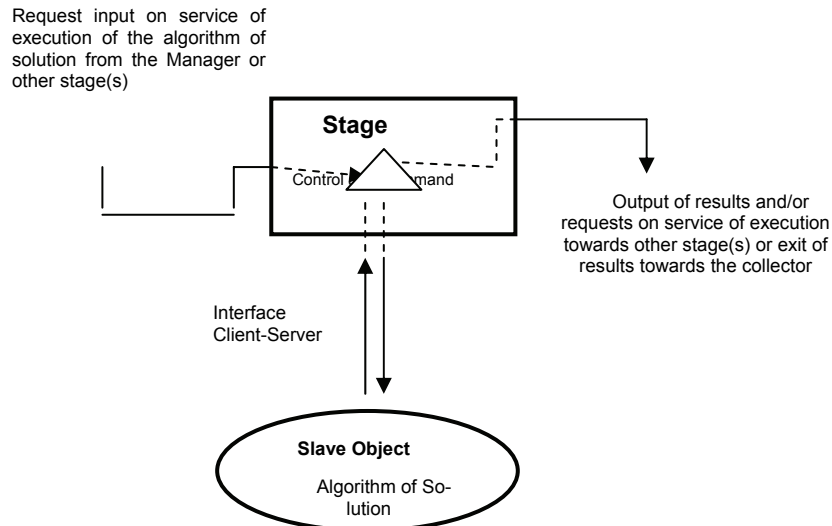 Request input on service of
execution of the algorithm of
solution from the Manager or
other stage(s)
Stage
Control
mand
Output of results and/or
requests on service of execution
towards other stage(s) or exit of
results towards the collector
Interface
Client-Server
Slave Object
Algorithm of So-
lution